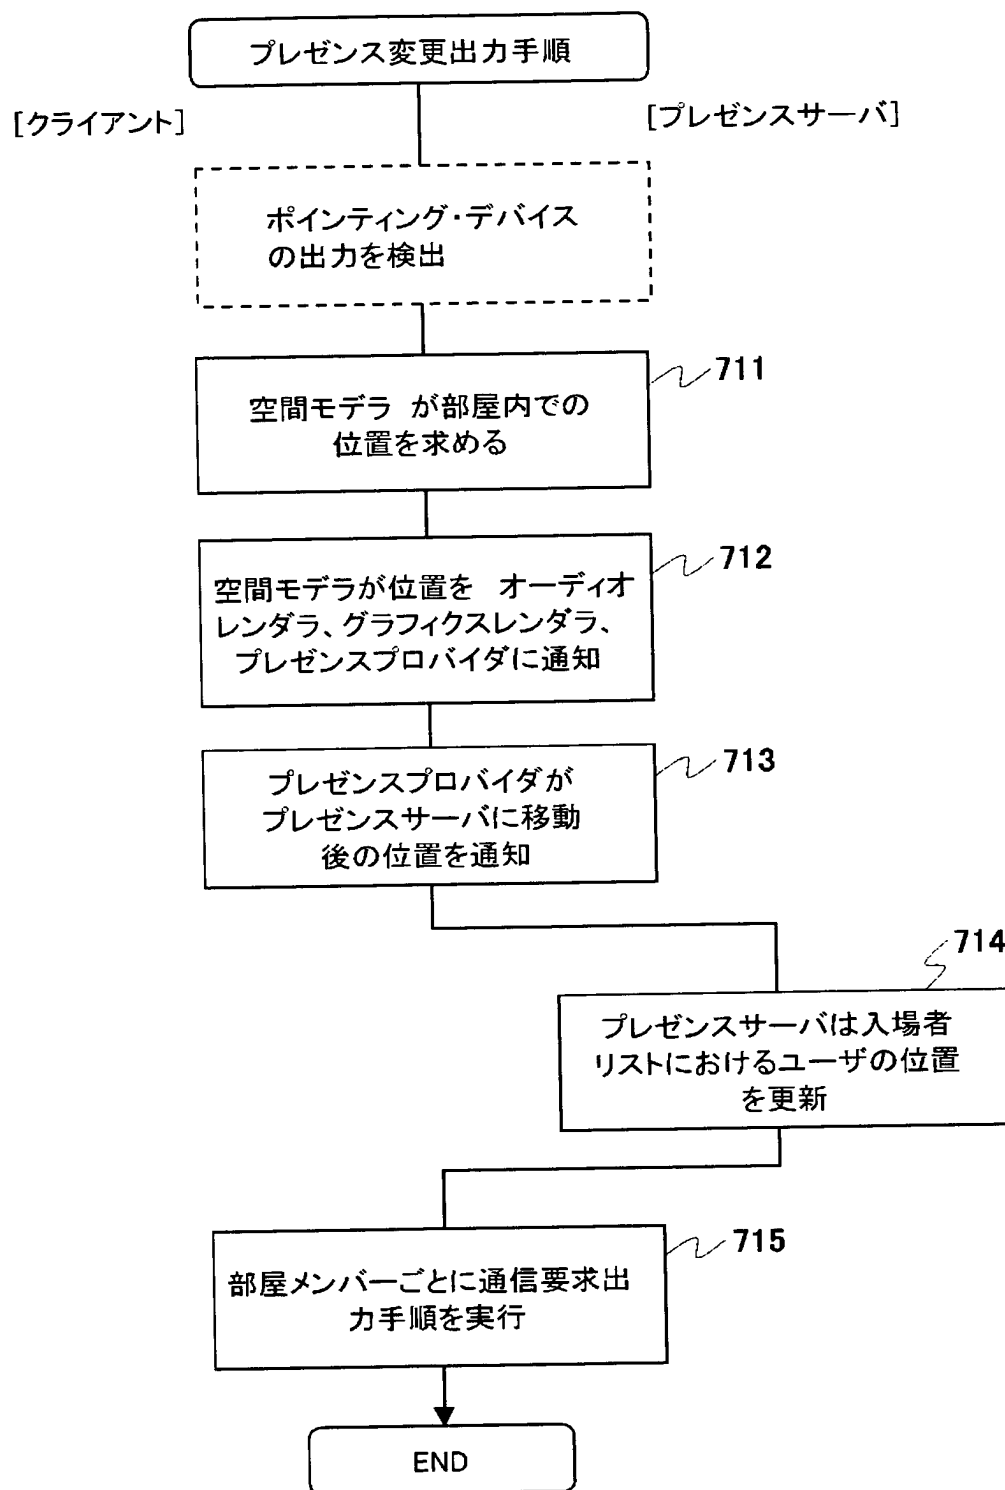 プレゼンス変更出力手順
[クライアント]
[プレゼンスサーバ]
ポインティング・デバイス
の出力を検出
711
空間モデラ が部屋内での
位置を求める
712
空間モデラが位置を オーディオ
レンダラ、グラフィクスレンダラ、
プレゼンスプロバイダに通知
713
プレゼンスプロバイダが
プレゼンスサーバに移動
後の位置を通知
714
プレゼンスサーバは入場者
リストにおけるユーザの位置
を更新
715
部屋メンバーごとに通信要求出
力手順を実行
END